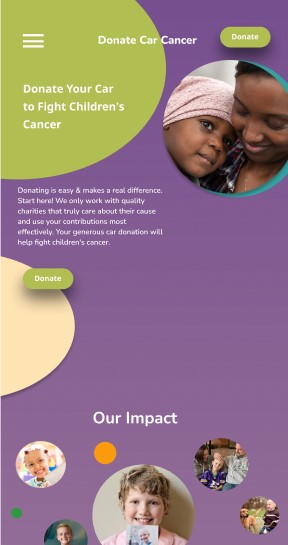 Donate Car Cancer
Donate
Donate Your Car
to Fight Children's
Cancer
Donating is easy & makes a real difference.
Start here! We only work with quality
charities that truly care about their cause
and use your contributions most
effectively. Your generous car donation will
help fight children's cancer.
Donate
Our Impact